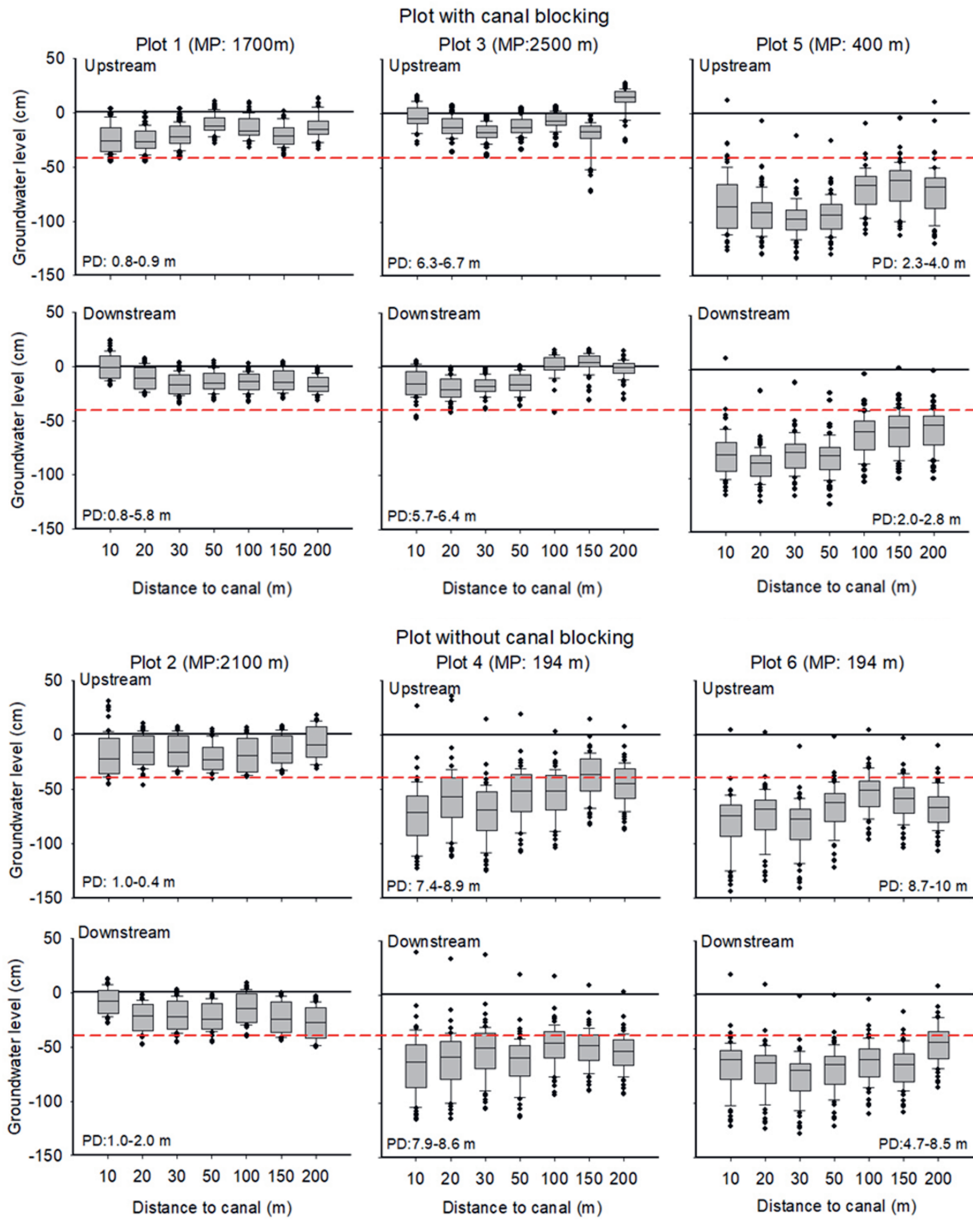 Plot with canal blocking
Plot 1 (MP: 1700m) Plot 3 (MP:2500 m) Plot 5 (MP: 400 m)
50 Upstream Upstream Upstream
0
-50
-100
-150
Groundwater level (cm)
PD: 0.8-0.9 m PD: 6.3-6.7 m PD: 2.3-4.0 m
50 Downstream Downstream Downstream
0
-50
-100
-150
Groundwater level (cm)
PD:0.8-5.8 m PD:5.7-6.4 m PD:2.0-2.8 m
10 20 30 50 100 150 200 10 20 30 50 100 150 200 10 20 30 50 100 150 200
Distance to canal (m) Distance to canal (m) Distance to canal (m)
Plot without canal blocking
Plot 2 (MP:2100 m) Plot 4 (MP: 194 m) Plot 6 (MP: 194 m)
50 Upstream Upstream Upstream
0
-50
-100
-150
Groundwater level (cm)
PD: 1.0-0.4 m PD: 7.4-8.9 m PD: 8.7-10 m
50 Downstream Downstream Downstream
0
-50
-100
-150
Groundwater level (cm)
PD:1.0-2.0 m PD:7.9-8.6 m PD:4.7-8.5 m
10 20 30 50 100 150 200 10 20 30 50 100 150 200 10 20 30 50 100 150 200
Distance to canal (m) Distance to canal (m) Distance to canal (m)